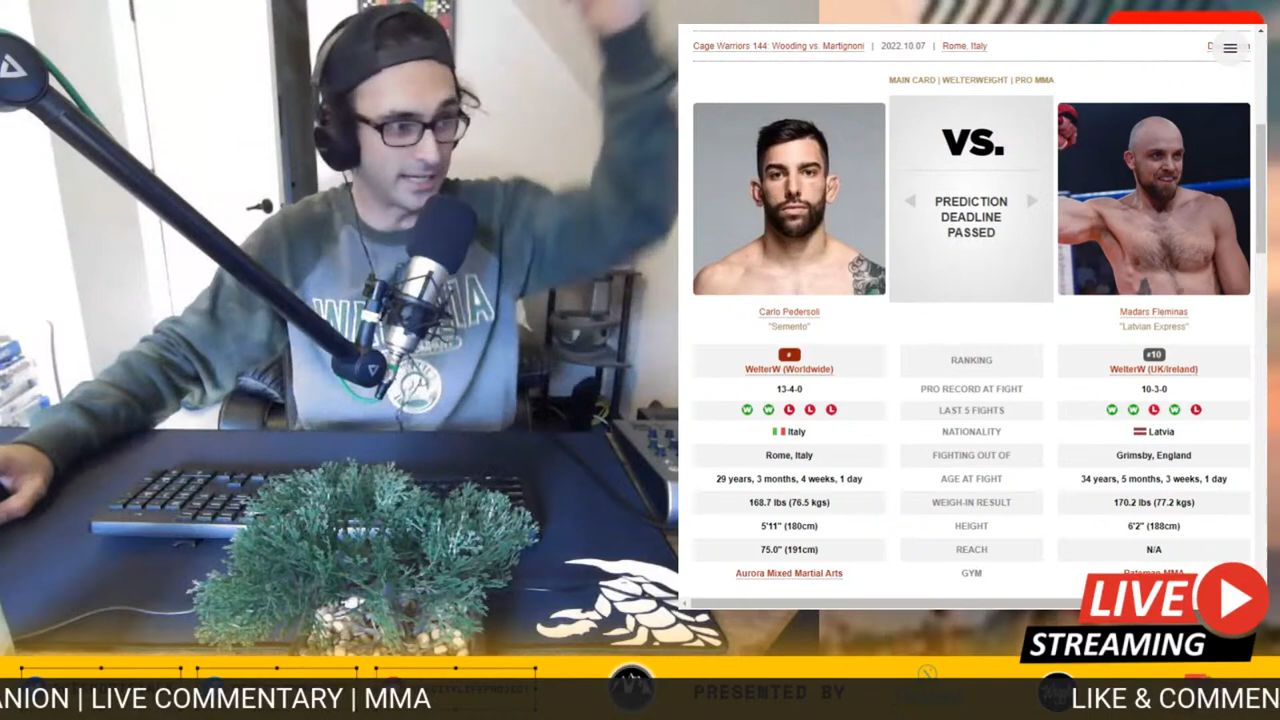 Cage Warriors 144: Wooding vs. Martignoni | 2022.10.07 | Rome, Italy
MAIN CARD | WELTERWEIGHT | PRO MMA
VS.
PREDICTION
DEADLINE
PASSED
Carlo Pedersoli
"Semento"
Madars Fleminas
"Latvian Express"
#
WelterW (Worldwide)
RANKING
#10
WelterW (UK/Ireland)
13-4-0
PRO RECORD AT FIGHT
10-3-0
W W L L L
LAST 5 FIGHTS
W W L W L
Italy
NATIONALITY
Latvia
Rome, Italy
FIGHTING OUT OF
Grimsby, England
29 years, 3 months, 4 weeks, 1 day
AGE AT FIGHT
34 years, 5 months, 3 weeks, 1 day
168.7 lbs (76.5 kgs)
WEIGH-IN RESULT
170.2 lbs (77.2 kgs)
5'11" (180cm)
HEIGHT
6'2" (188cm)
75.0" (191cm)
REACH
N/A
Aurora Mixed Martial Arts
GYM
LIVE
STREAMING
PRESENTED BY
ANION | LIVE COMMENTARY | MMA
LIKE & COMMEN